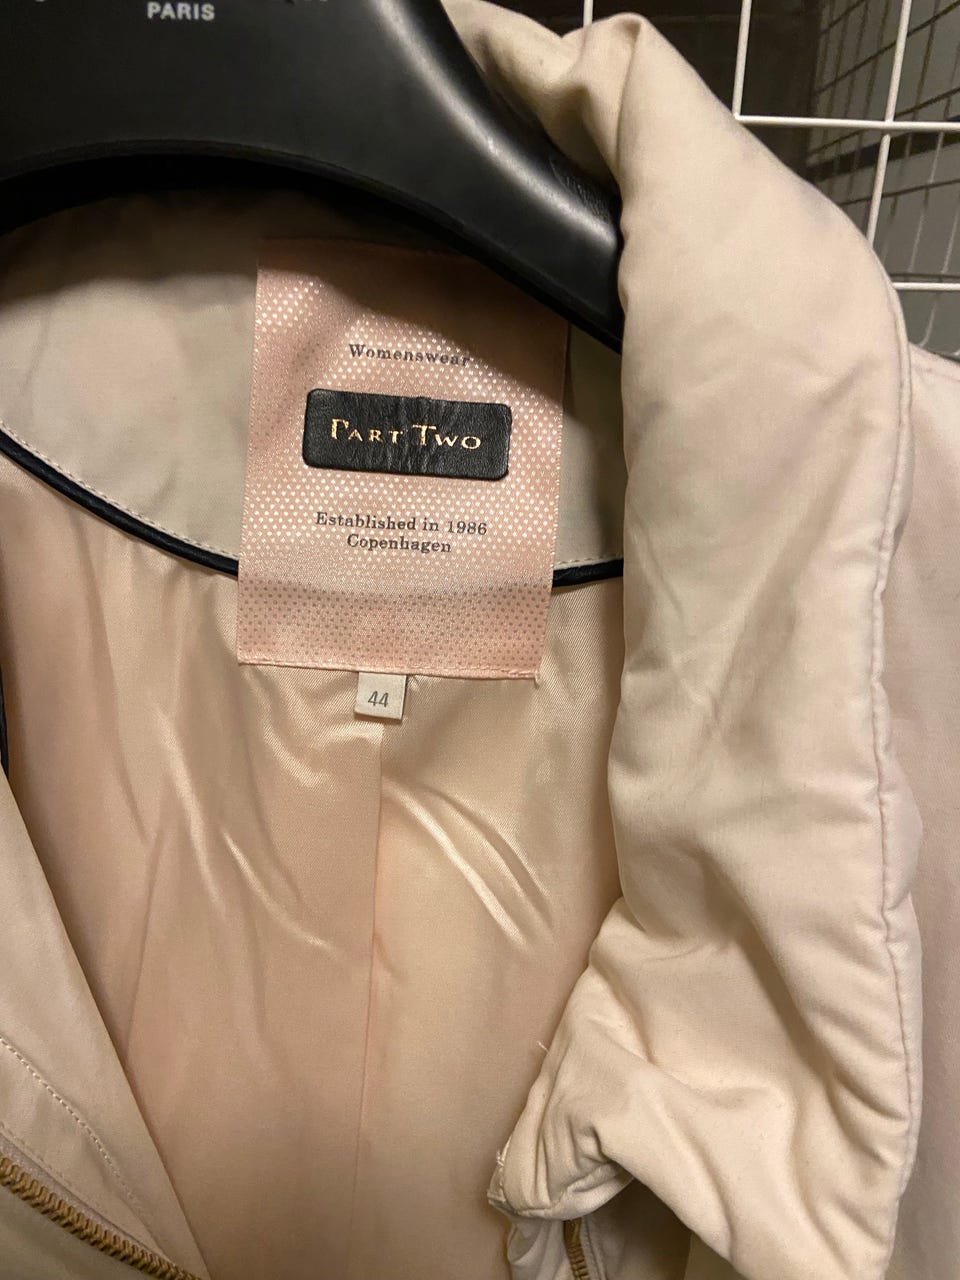 PARIS
Womenswear
PART TWO
Established in 1986
Copenhagen
44